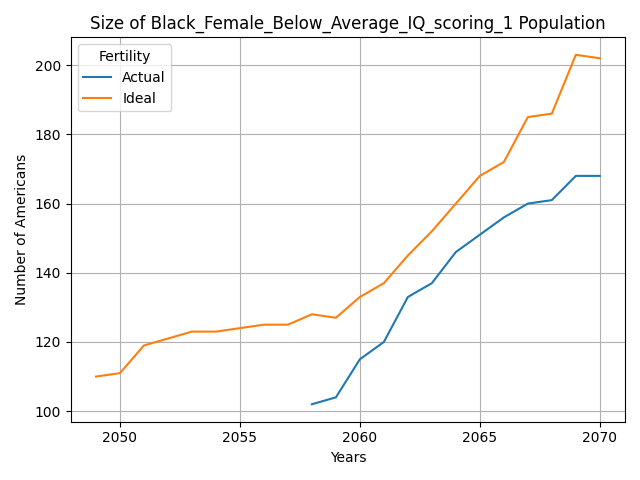 Size of Black_Female_Below_Average_IQ_scoring_1 Population
Fertility
Actual
Ideal
Number of Americans
200
180
160
140
120
100
2050
2055
2060
2065
2070
Years